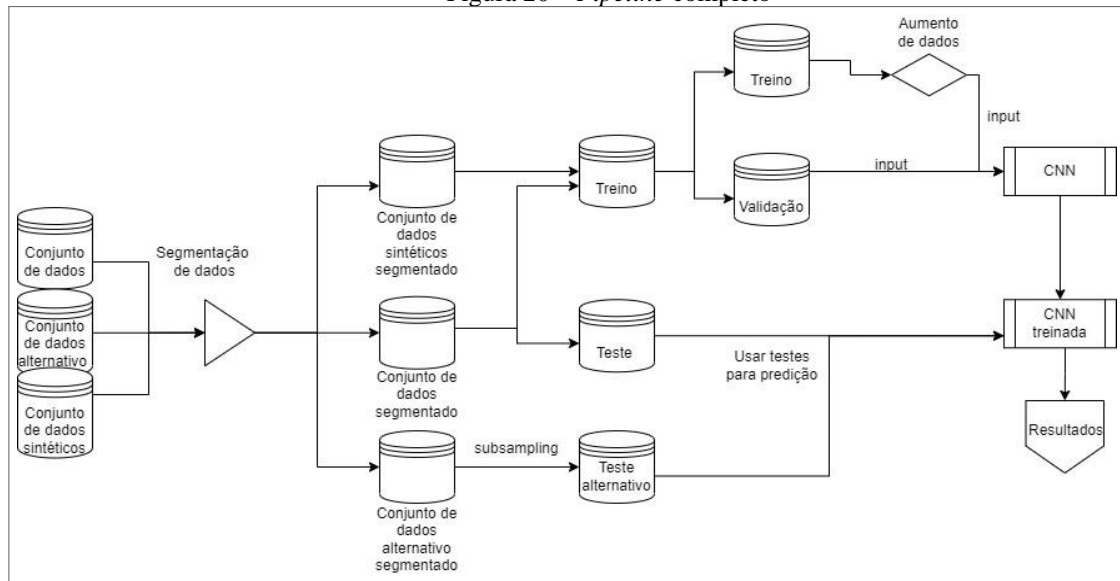 Figura 20 – Pipeline completo
Aumento
de dados
Treino
input
Treino
Validação
input
CNN
Conjunto de
dados
sintéticos
segmentado
Conjunto
de dados
Segmentação
de dados
Conjunto
de dados
alternativo
Conjunto de
dados
segmentado
Teste
Usar testes
para predição
CNN
treinada
Conjunto
de dados
sintéticos
subsampling
Teste
alternativo
Resultados
Conjunto de
dados
alternativo
segmentado